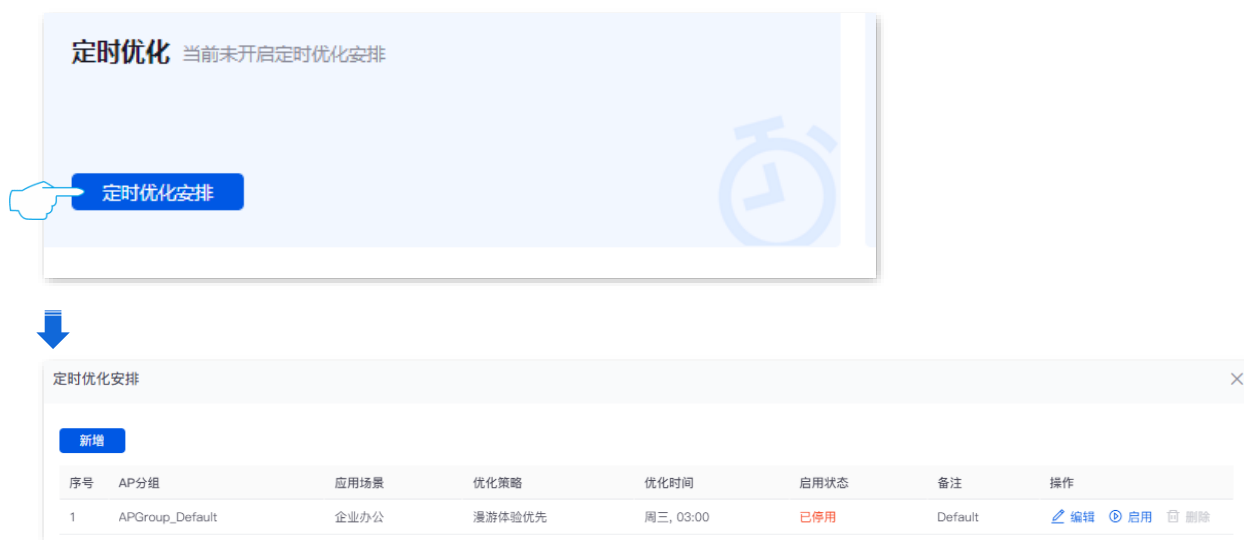 定时优化 当前未开启定时优化安排
定时优化安排
定时优化安排
新增
序号 AP分组 应用场景 优化策略 优化时间 启用状态 备注 操作
1 APGroup_Default 企业办公 漫游体验优先 周三, 03:00 已停用 Default 编辑 启用 删除